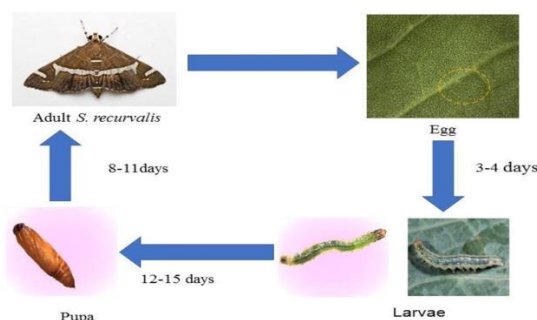 Adult S. recurvalis
Egg
8-11days
3-4 days
12-15 days
Pupa
Larvae